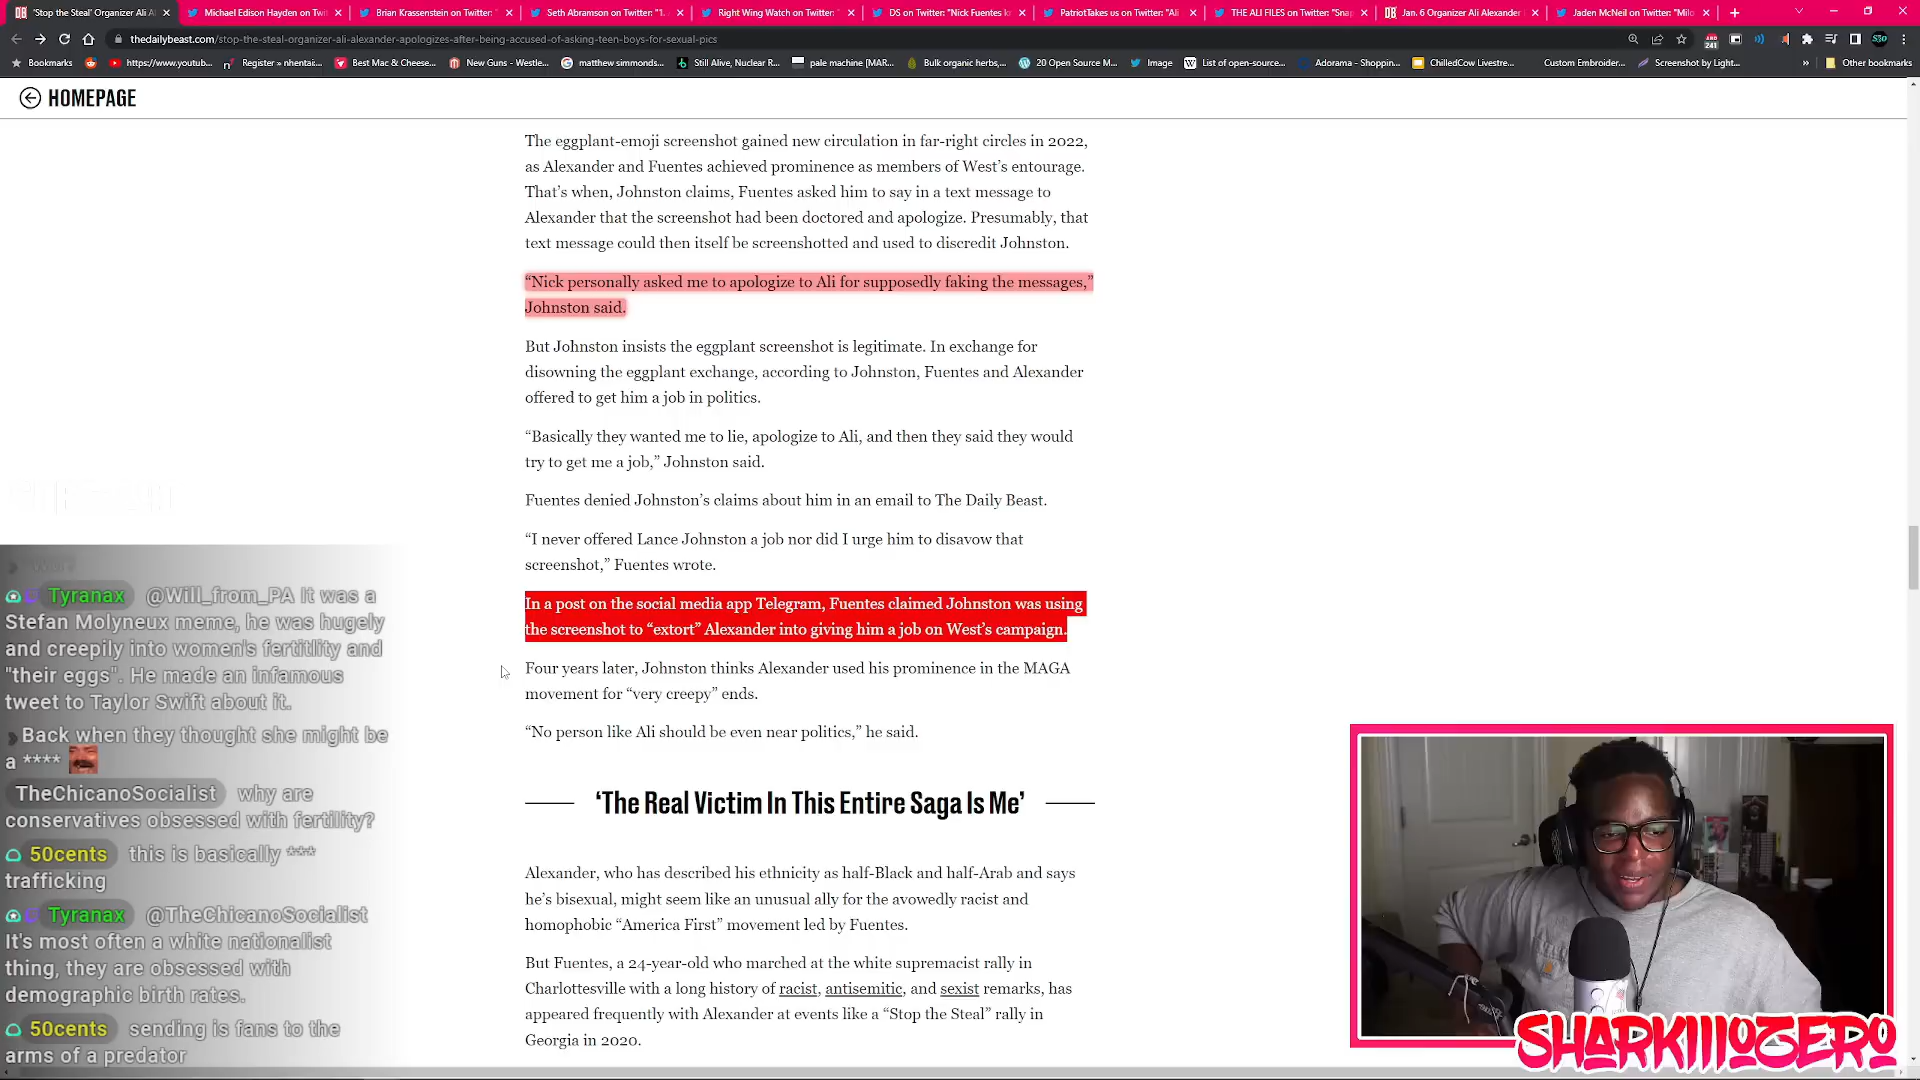 "Stop the Steal" Organizer Ali Al
Michael Edison Hayden on Twit
Brian Krassenstein on Twitter: "
Seth Abramson on Twitter: "1.
Right Wing Watch on Twitter: "
DS on Twitter: "Nick Fuentes k
PatriotTakes us on Twitter: "Ali
THE ALI FILES on Twitter: "Snap
Jan. 6 Organizer Ali Alexander
Jaden McNeil on Twitter: "Milo
thedailybeast.com/stop-the-steal-organizer-ali-alexander-apologizes-after-being-accused-of-asking-teen-boys-for-sexual-pics
241
Bookmarks
https://www.youtub...
Register » nhentai...
Best Mac & Cheese...
New Guns - Westle...
matthew simmonds...
Still Alive, Nuclear R...
pale machine [MAR...
Bulk organic herbs,...
20 Open Source M...
Image
List of open-source...
Adorama - Shoppin...
ChilledCow Livestre...
Custom Embroider...
Screenshot by Light...
»
Other bookmarks
HOMEPAGE
The eggplant-emoji screenshot gained new circulation in far-right circles in 2022,
as Alexander and Fuentes achieved prominence as members of West's entourage.
That's when, Johnston claims, Fuentes asked him to say in a text message to
Alexander that the screenshot had been doctored and apologize. Presumably, that
text message could then itself be screenshotted and used to discredit Johnston.
“Nick personally asked me to apologize to Ali for supposedly faking the messages,”
Johnston said.
But Johnston insists the eggplant screenshot is legitimate. In exchange for
disowning the eggplant exchange, according to Johnston, Fuentes and Alexander
offered to get him a job in politics.
“Basically they wanted me to lie, apologize to Ali, and then they said they would
try to get me a job,” Johnston said.
Fuentes denied Johnston's claims about him in an email to The Daily Beast.
“I never offered Lance Johnston a job nor did I urge him to disavow that
screenshot,” Fuentes wrote.
In a post on the social media app Telegram, Fuentes claimed Johnston was using
the screenshot to “extort” Alexander into giving him a job on West's campaign.
Four years later, Johnston thinks Alexander used his prominence in the MAGA
movement for “very creepy” ends.
“No person like Ali should be even near politics,” he said.
‘The Real Victim In This Entire Saga Is Me’
Alexander, who has described his ethnicity as half-Black and half-Arab and says
he's bisexual, might seem like an unusual ally for the avowedly racist and
homophobic “America First” movement led by Fuentes.
But Fuentes, a 24-year-old who marched at the white supremacist rally in
Charlottesville with a long history of racist, antisemitic, and sexist remarks, has
appeared frequently with Alexander at events like a “Stop the Steal” rally in
Georgia in 2020.
Tyranax @Will_from_PA It was a
Stefan Molyneux meme, he was hugely
and creepily into women's fertitlity and
"their eggs". He made an infamous
tweet to Taylor Swift about it.
Back when they thought she might be
a ****
TheChicanoSocialist why are
conservatives obsessed with fertility?
50cents this is basically ***
trafficking
Tyranax @TheChicanoSocialist
It's most often a white nationalist
thing, they are obsessed with
demographic birth rates.
50cents sending is fans to the
arms of a predator
SHARK3OZERO